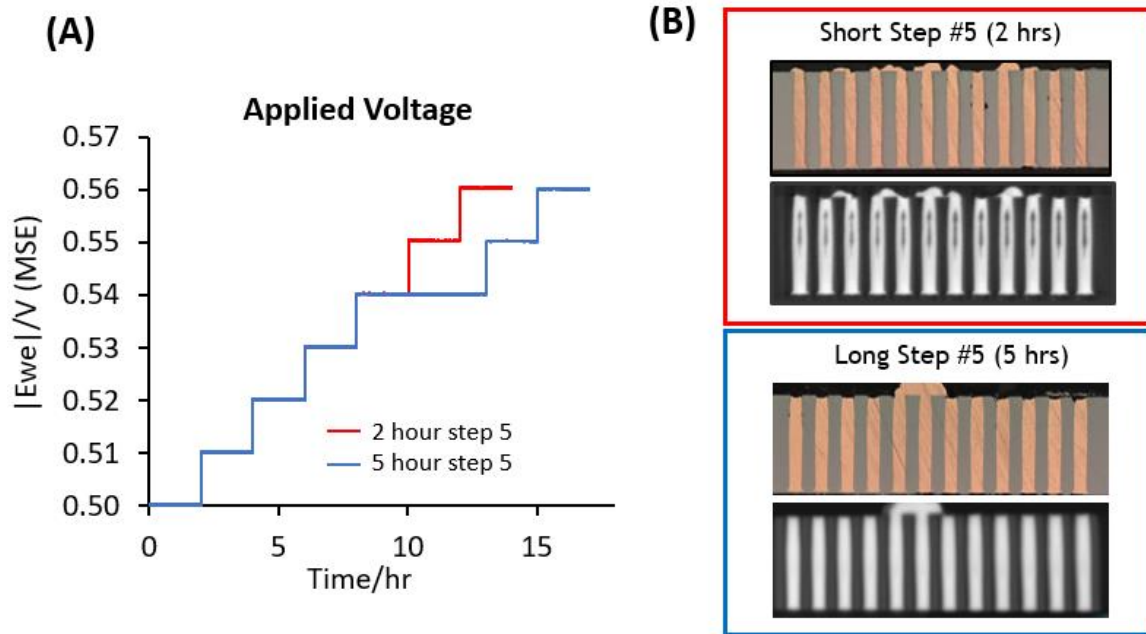 (A)
Applied Voltage
|Ewe|/V (MSE)
0.57
0.56
0.55
0.54
0.53
0.52
0.51
0.50
0
5
10
15
Time/hr
2 hour step 5
5 hour step 5
(B)
Short Step #5 (2 hrs)
Long Step #5 (5 hrs)